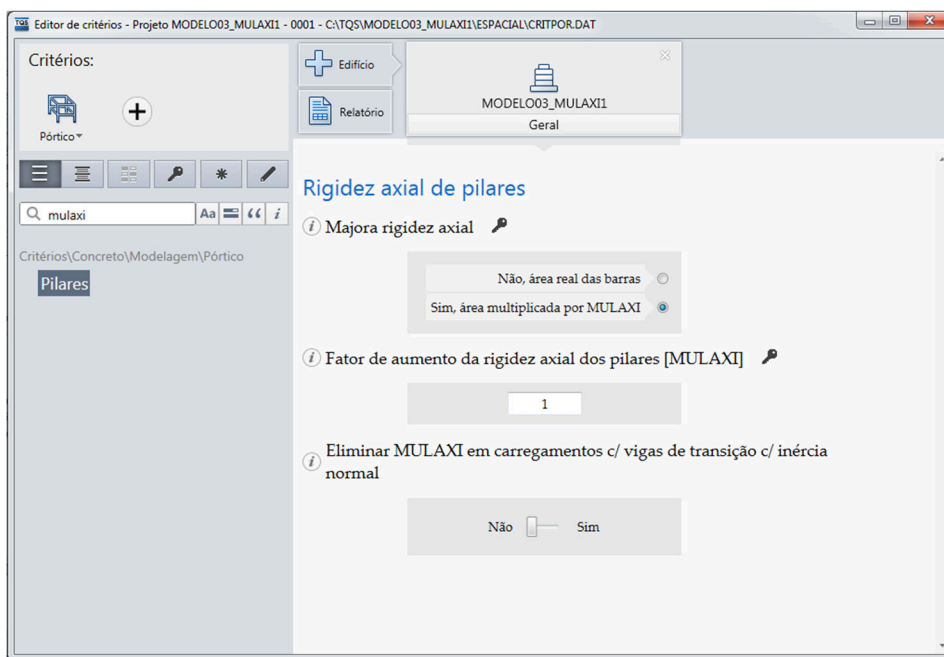 Editor de critérios - Projeto MODELO03_MULAXI1 - 0001 - C:\TQS\MODELO03_MULAXI1\ESPACIAL\CRITPOR.DAT
Critérios:
Pórtico
mulaxi
Aa
Critérios\Concreto\Modelagem\Pórtico
Pilares
Edifício
Relatório
MODELO03_MULAXI1
Geral
Rigidez axial de pilares
Majora rigidez axial
Não, área real das barras
Sim, área multiplicada por MULAXI
Fator de aumento da rigidez axial dos pilares [MULAXI]
1
Eliminar MULAXI em carregamentos c/ vigas de transição c/ inércia
normal
Não Sim